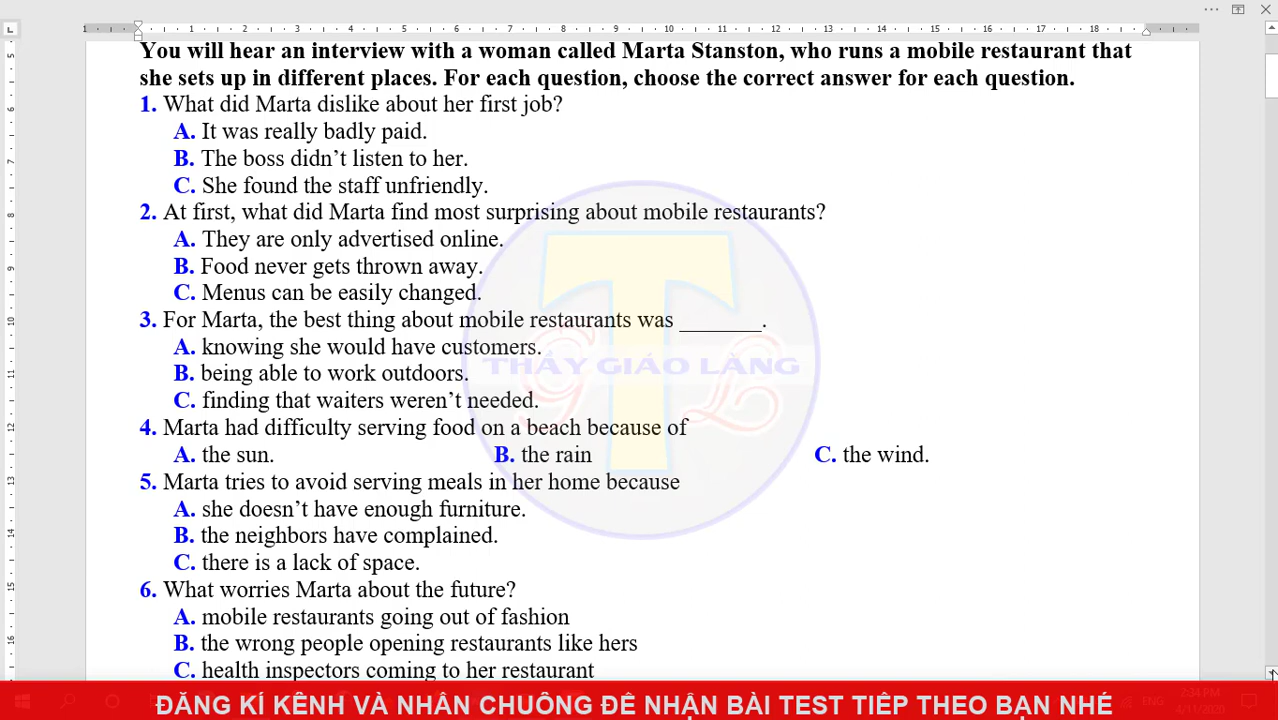 You will hear an interview with a woman called Marta Stanston, who runs a mobile restaurant that
she sets up in different places. For each question, choose the correct answer for each question.
1. What did Marta dislike about her first job?
A. It was really badly paid.
B. The boss didn't listen to her.
C. She found the staff unfriendly.
2. At first, what did Marta find most surprising about mobile restaurants?
A. They are only advertised online.
B. Food never gets thrown away.
C. Menus can be easily changed.
3. For Marta, the best thing about mobile restaurants was _______.
A. knowing she would have customers.
B. being able to work outdoors.
THẦY GIÁO LÀNG
C. finding that waiters weren't needed.
4. Marta had difficulty serving food on a beach because of
A. the sun. B. the rain C. the wind.
5. Marta tries to avoid serving meals in her home because
A. she doesn't have enough furniture.
B. the neighbors have complained.
C. there is a lack of space.
6. What worries Marta about the future?
A. mobile restaurants going out of fashion
B. the wrong people opening restaurants like hers
C. health inspectors coming to her restaurant
ENG
2:34 PM
4/11/2020
ĐĂNG KÍ KÊNH VÀ NHẤN CHUÔNG ĐỂ NHẬN BÀI TEST TIẾP THEO BẠN NHÉ